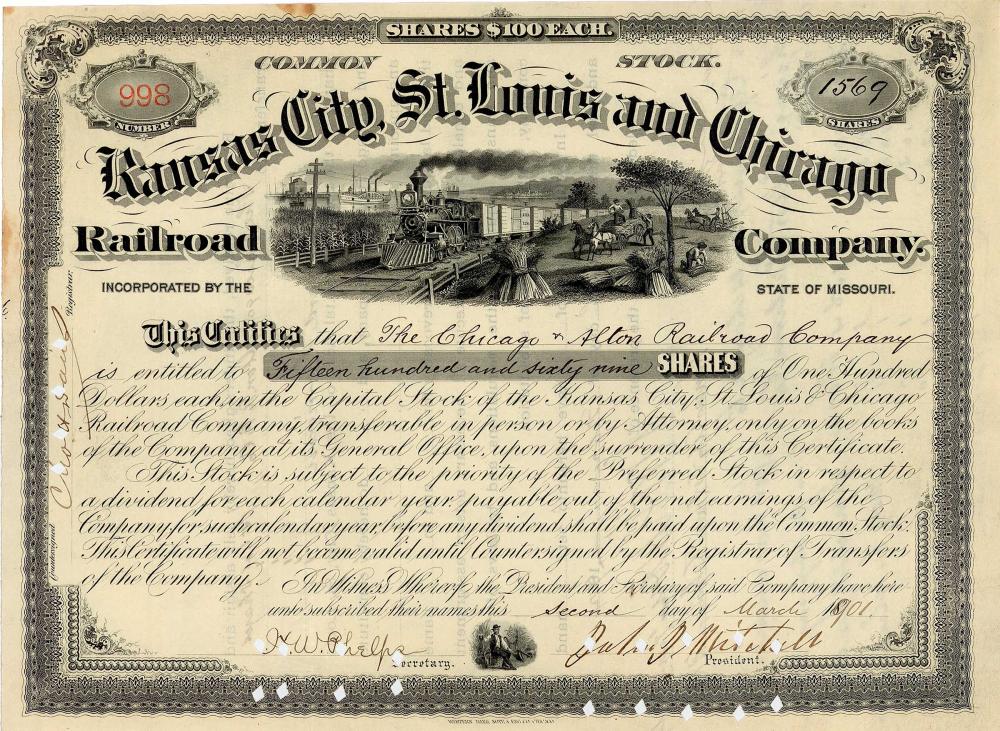 SHARES $100 EACH.
COMMON STOCK.
998
NUMBER
1569
SHARES
Kansas City, St. Louis and Chicago
Railroad Company.
INCORPORATED BY THE STATE OF MISSOURI.
This Certifies that The Chicago & Alton Railroad Company
is entitled to Fifteen hundred and sixty nine SHARES of One Hundred
Dollars each, in the Capital Stock of the Kansas City, St. Louis & Chicago
Railroad Company, transferable in person or by Attorney, only on the books
of the Company, at its General Office, upon the surrender of this Certificate.
This Stock is subject to the priority of the Preferred Stock in respect to
a dividend for each calendar year, payable out of the net earnings of the
Company, for such calendar year, before any dividend shall be paid upon the Common Stock.
This Certificate will not become valid until Countersigned by the Registrar of Transfers
of the Company. In Witness Whereof, the President and Secretary of said Company have here
unto subscribed their names this second day of March 1901.
H. W. Phelps
Secretary.
John J. Mitchell
President.
Countersigned
Registrar.